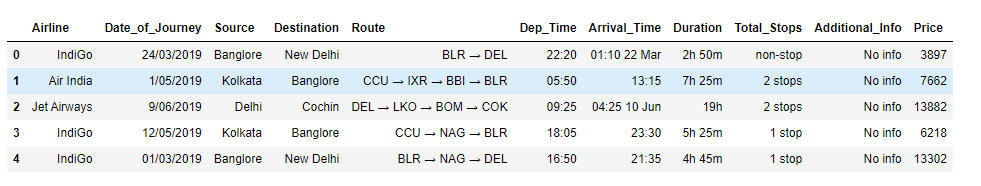 Airline Date_of_Journey Source Destination Route Dep_Time Arrival_Time Duration Total_Stops Additional_Info Price
0 IndiGo 24/03/2019 Banglore New Delhi BLR → DEL 22:20 01:10 22 Mar 2h 50m non-stop No info 3897
1 Air India 1/05/2019 Kolkata Banglore CCU → IXR → BBI → BLR 05:50 13:15 7h 25m 2 stops No info 7662
2 Jet Airways 9/06/2019 Delhi Cochin DEL → LKO → BOM → COK 09:25 04:25 10 Jun 19h 2 stops No info 13882
3 IndiGo 12/05/2019 Kolkata Banglore CCU → NAG → BLR 18:05 23:30 5h 25m 1 stop No info 6218
4 IndiGo 01/03/2019 Banglore New Delhi BLR → NAG → DEL 16:50 21:35 4h 45m 1 stop No info 13302